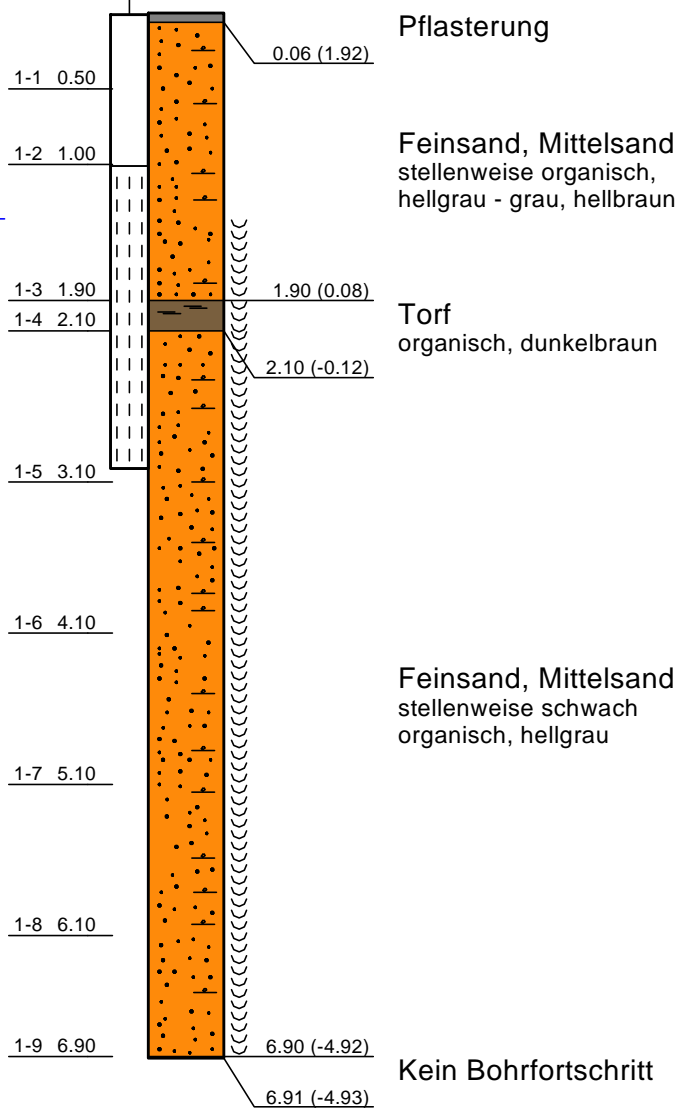 Pflasterung
0.06 (1.92)
1-1 0.50
Feinsand, Mittelsand
1-2 1.00
stellenweise organisch,
hellgrau - grau, hellbraun
1-3 1.90
1.90 (0.08)
Torf
1-4 2.10
organisch, dunkelbraun
2.10 (-0.12)
1-5 3.10
1-6 4.10
Feinsand, Mittelsand
stellenweise schwach
organisch, hellgrau
1-7 5.10
1-8 6.10
1-9 6.90
6.90 (-4.92)
Kein Bohrfortschritt
6.91 (-4.93)